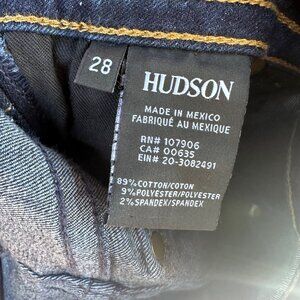 28
HUDSON
MADE IN MEXICO
FABRIQUÉ AU MEXIQUE
RN# 107906
CA# 00635
EIN# 20-3082491
89% COTTON/COTON
9% POLYESTER/POLYESTER
2% SPANDEX/SPANDEX